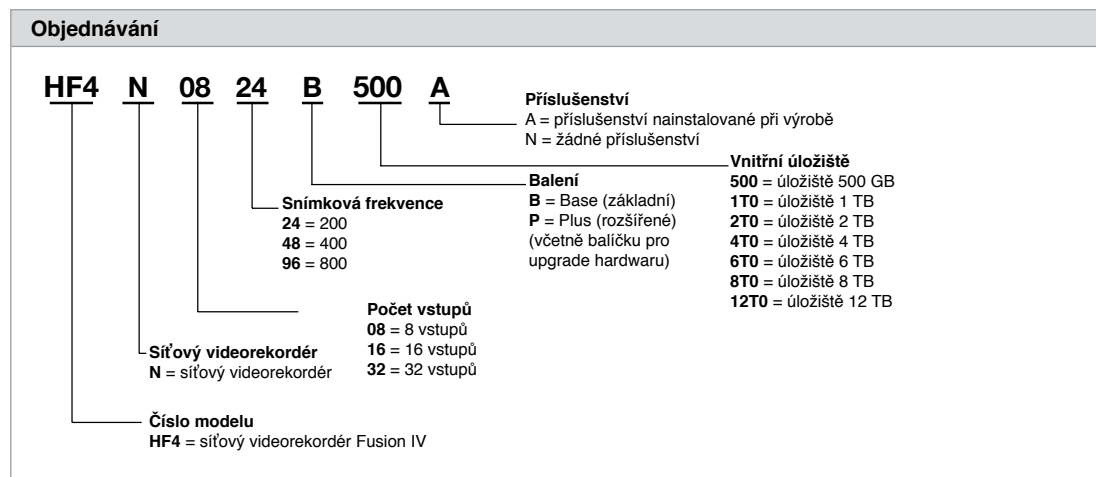 Objednávání
HF4 N 08 24 B 500 A
Příslušenství
A = příslušenství nainstalované při výrobě
N = žádné příslušenství
Vnitřní úložiště
500 = úložiště 500 GB
1T0 = úložiště 1 TB
2T0 = úložiště 2 TB
4T0 = úložiště 4 TB
6T0 = úložiště 6 TB
8T0 = úložiště 8 TB
12T0 = úložiště 12 TB
Balení
B = Base (základní)
P = Plus (rozšířené)
(včetně balíčku pro
upgrade hardwaru)
Snímková frekvence
24 = 200
48 = 400
96 = 800
Počet vstupů
08 = 8 vstupů
16 = 16 vstupů
32 = 32 vstupů
Síťový videorekordér
N = síťový videorekordér
Číslo modelu
HF4 = síťový videorekordér Fusion IV